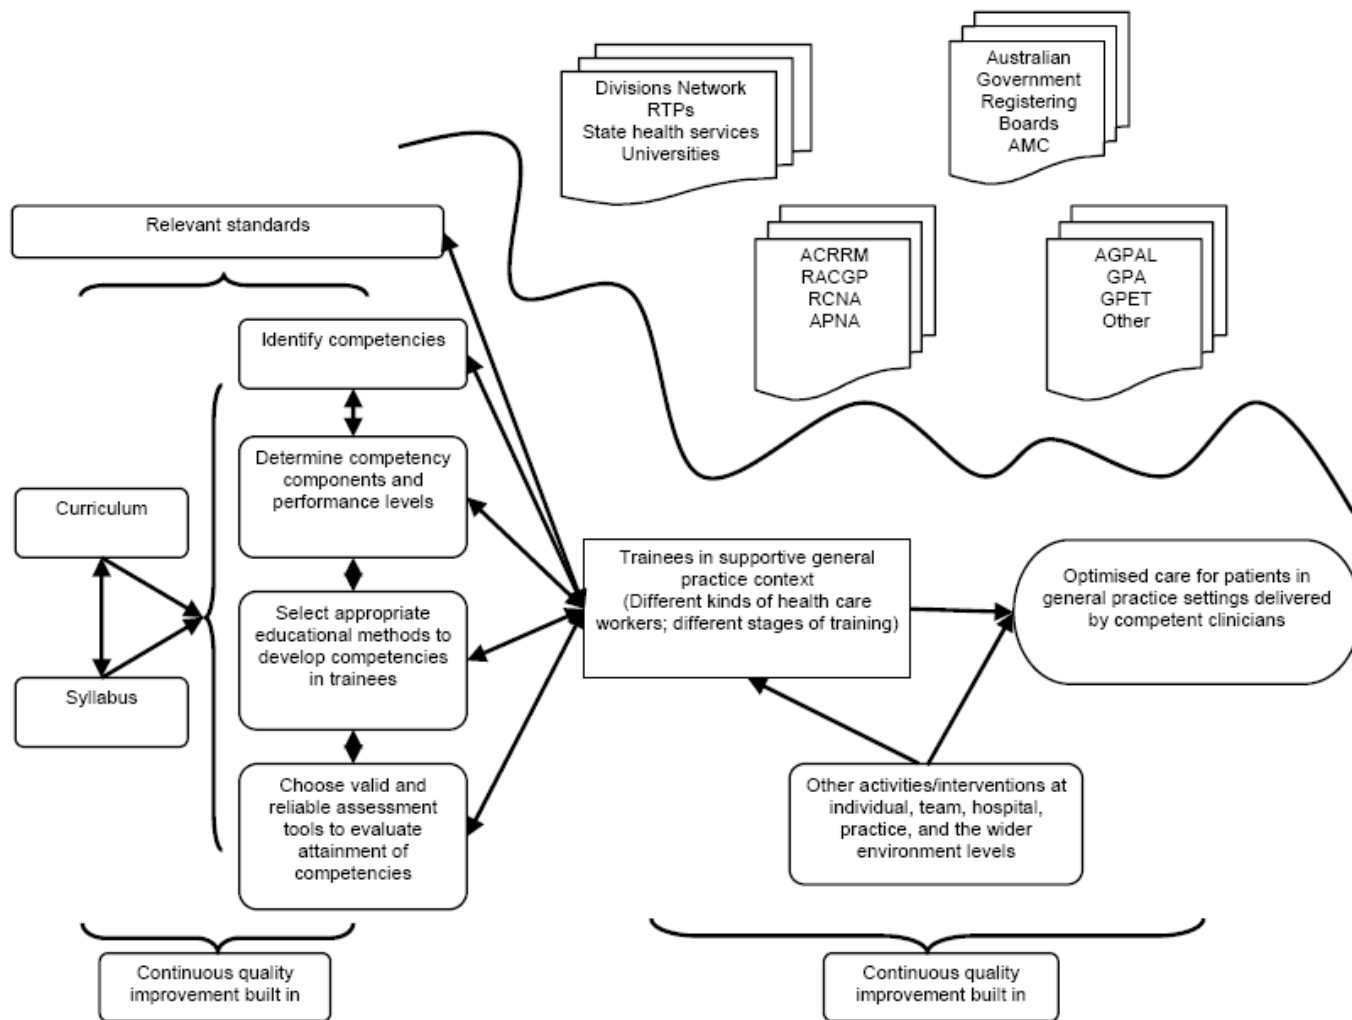 Divisions Network
RTPs
State health services
Universities
Australian
Government
Registering
Boards
AMC
ACRRM
RACGP
RCNA
APNA
AGPAL
GPA
GPET
Other
Relevant standards
Identify competencies
Determine competency
components and
performance levels
Curriculum
Select appropriate
educational methods to
develop competencies
in trainees
Syllabus
Choose valid and
reliable assessment
tools to evaluate
attainment of
competencies
Trainees in supportive general
practice context
(Different kinds of health care
workers; different stages of training)
Optimised care for patients in
general practice settings delivered
by competent clinicians
Other activities/interventions at
individual, team, hospital,
practice, and the wider
environment levels
Continuous quality
improvement built in
Continuous quality
improvement built in